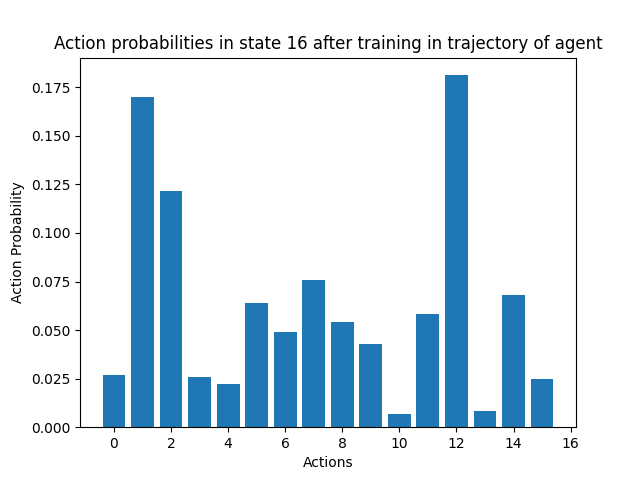 Action probabilities in state 16 after training in trajectory of agent
0.175
0.150
0.125
0.100
0.075
0.050
0.025
0.000
Action Probability
0 2 4 6 8 10 12 14 16
Actions